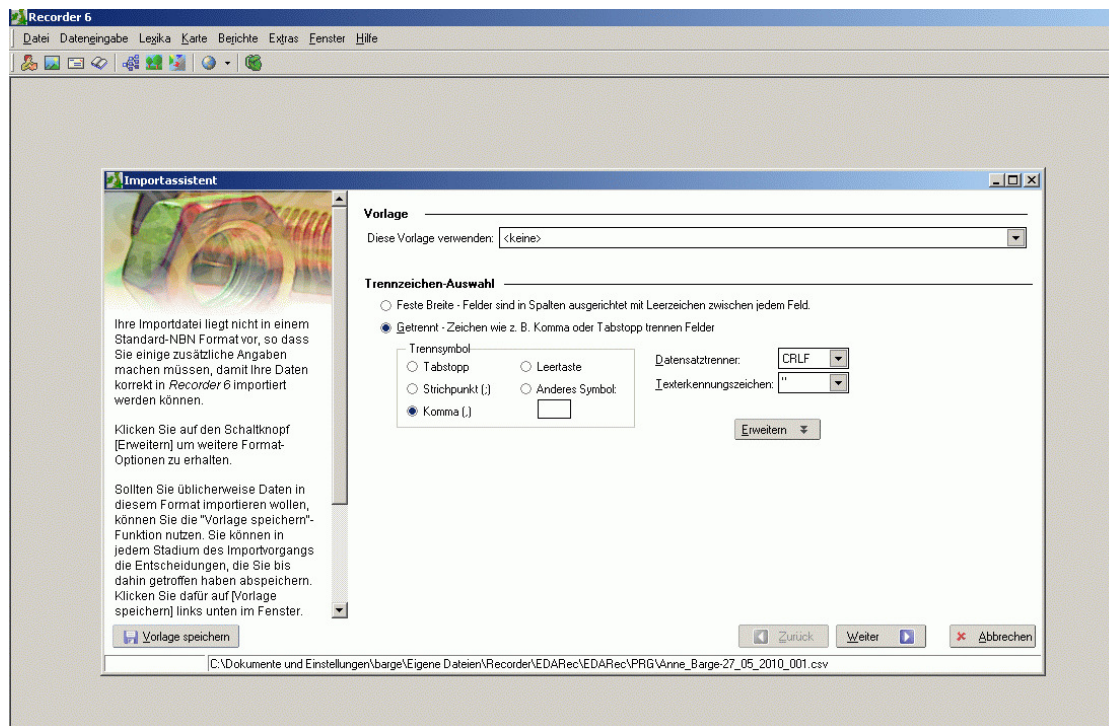 Recorder 6
Datei Dateneingabe Lexika Karte Berichte Extras Fenster Hilfe
Importassistent
Vorlage
Diese Vorlage verwenden: <keine>
Trennzeichen-Auswahl
Feste Breite - Felder sind in Spalten ausgerichtet mit Leerzeichen zwischen jedem Feld.
Getrennt - Zeichen wie z. B. Komma oder Tabstopp trennen Felder
Trennsymbol
Tabstopp Leertaste
Strichpunkt (;) Anderes Symbol:
Komma (,)
Datensatztrenner: CRLF
Texterkennungszeichen: "
Erweitern
Ihre Importdatei liegt nicht in einem
Standard-NBN Format vor, so dass
Sie einige zusätzliche Angaben
machen müssen, damit Ihre Daten
korrekt in Recorder 6 importiert
werden können.
Klicken Sie auf den Schaltknopf
[Erweitern] um weitere Format-
Optionen zu erhalten.
Sollten Sie üblicherweise Daten in
diesem Format importieren wollen,
können Sie die "Vorlage speichern"-
Funktion nutzen. Sie können in
jedem Stadium des Importvorgangs
die Entscheidungen, die Sie bis
dahin getroffen haben abspeichern.
Klicken Sie dafür auf [Vorlage
speichern] links unten im Fenster.
Vorlage speichern Zurück Weiter Abbrechen
C:\Dokumente und Einstellungen\barge\Eigene Dateien\Recorder\EDARec\EDARec\PRG\Anne_Barge-27_05_2010_001.csv